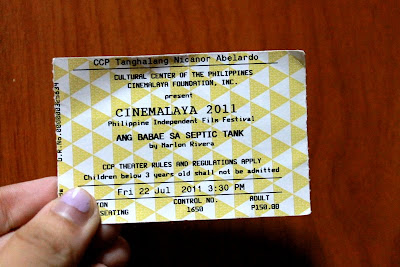 CCP Tanghalang Nicanor Abelardo
CULTURAL CENTER OF THE PHILIPPINES
CINEMALAYA FOUNDATION, INC.
present
CINEMALAYA 2011
Philippine Independent Film Festival
ANG BABAE SA SEPTIC TANK
by Marlon Rivera
CCP THEATER RULES AND REGULATIONS APPLY
Children below 3 years old shall not be admitted
Fri 22 Jul 2011 3:30 PM
CONTROL NO. ADULT
SEATING 1650 P150.00